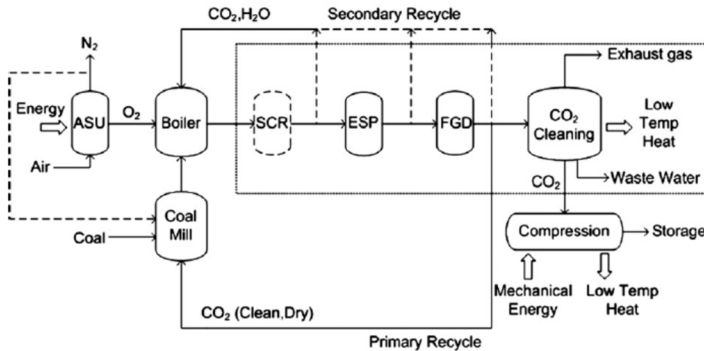 CO₂,H₂O
Secondary Recycle
N₂
Exhaust gas
Energy
ASU
O₂
Boiler
SCR
ESP
FGD
CO₂
Cleaning
Low
Temp
Heat
Air
CO₂
Waste Water
Coal
Coal
Mill
Compression
Storage
Mechanical
Energy
Low Temp
Heat
CO₂ (Clean,Dry)
Primary Recycle